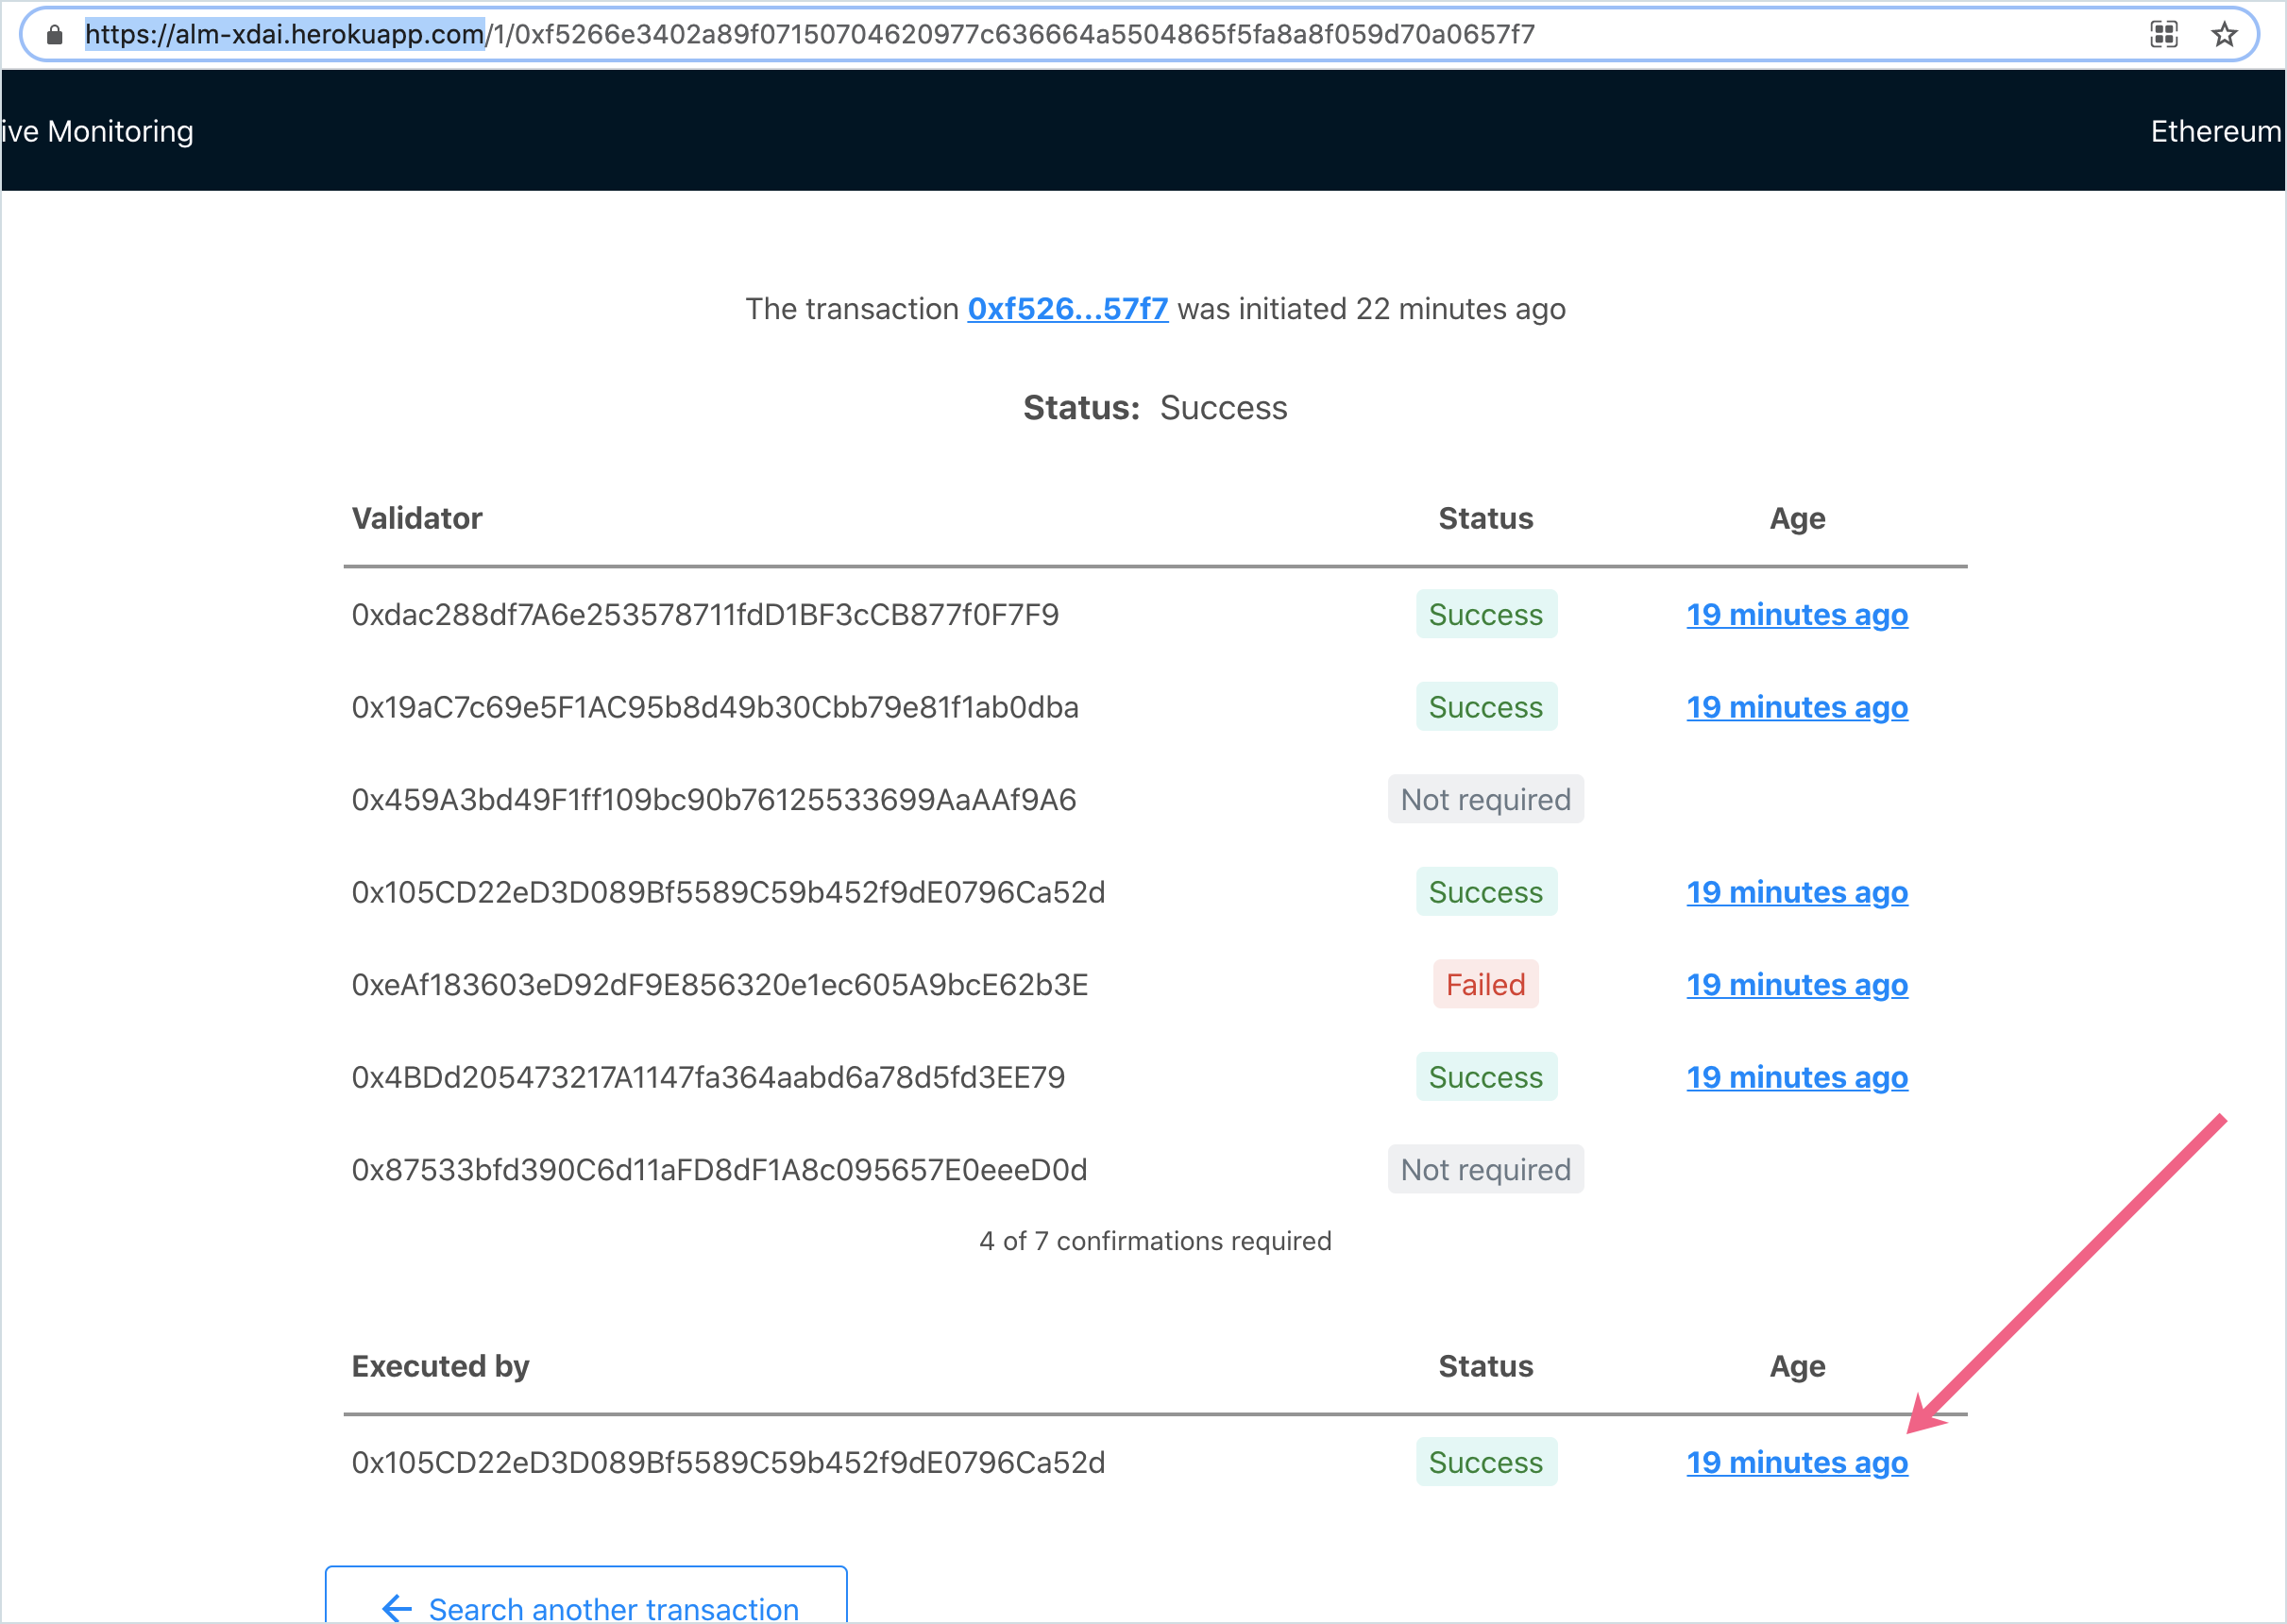 https://alm-xdai.herokuapp.com/1/0xf5266e3402a89f07150704620977c636664a5504865f5fa8a8f059d70a0657f7
ive Monitoring Ethereum
The transaction 0xf526...57f7 was initiated 22 minutes ago
Status: Success
Validator Status Age
0xdac288df7A6e253578711fdD1BF3cCB877f0F7F9 Success 19 minutes ago
0x19aC7c69e5F1AC95b8d49b30Cbb79e81f1ab0dba Success 19 minutes ago
0x459A3bd49F1ff109bc90b76125533699AaAAf9A6 Not required
0x105CD22eD3D089Bf5589C59b452f9dE0796Ca52d Success 19 minutes ago
0xeAf183603eD92dF9E856320e1ec605A9bcE62b3E Failed 19 minutes ago
0x4BDd205473217A1147fa364aabd6a78d5fd3EE79 Success 19 minutes ago
0x87533bfd390C6d11aFD8dF1A8c095657E0eeeD0d Not required
4 of 7 confirmations required
Executed by Status Age
0x105CD22eD3D089Bf5589C59b452f9dE0796Ca52d Success 19 minutes ago
Search another transaction